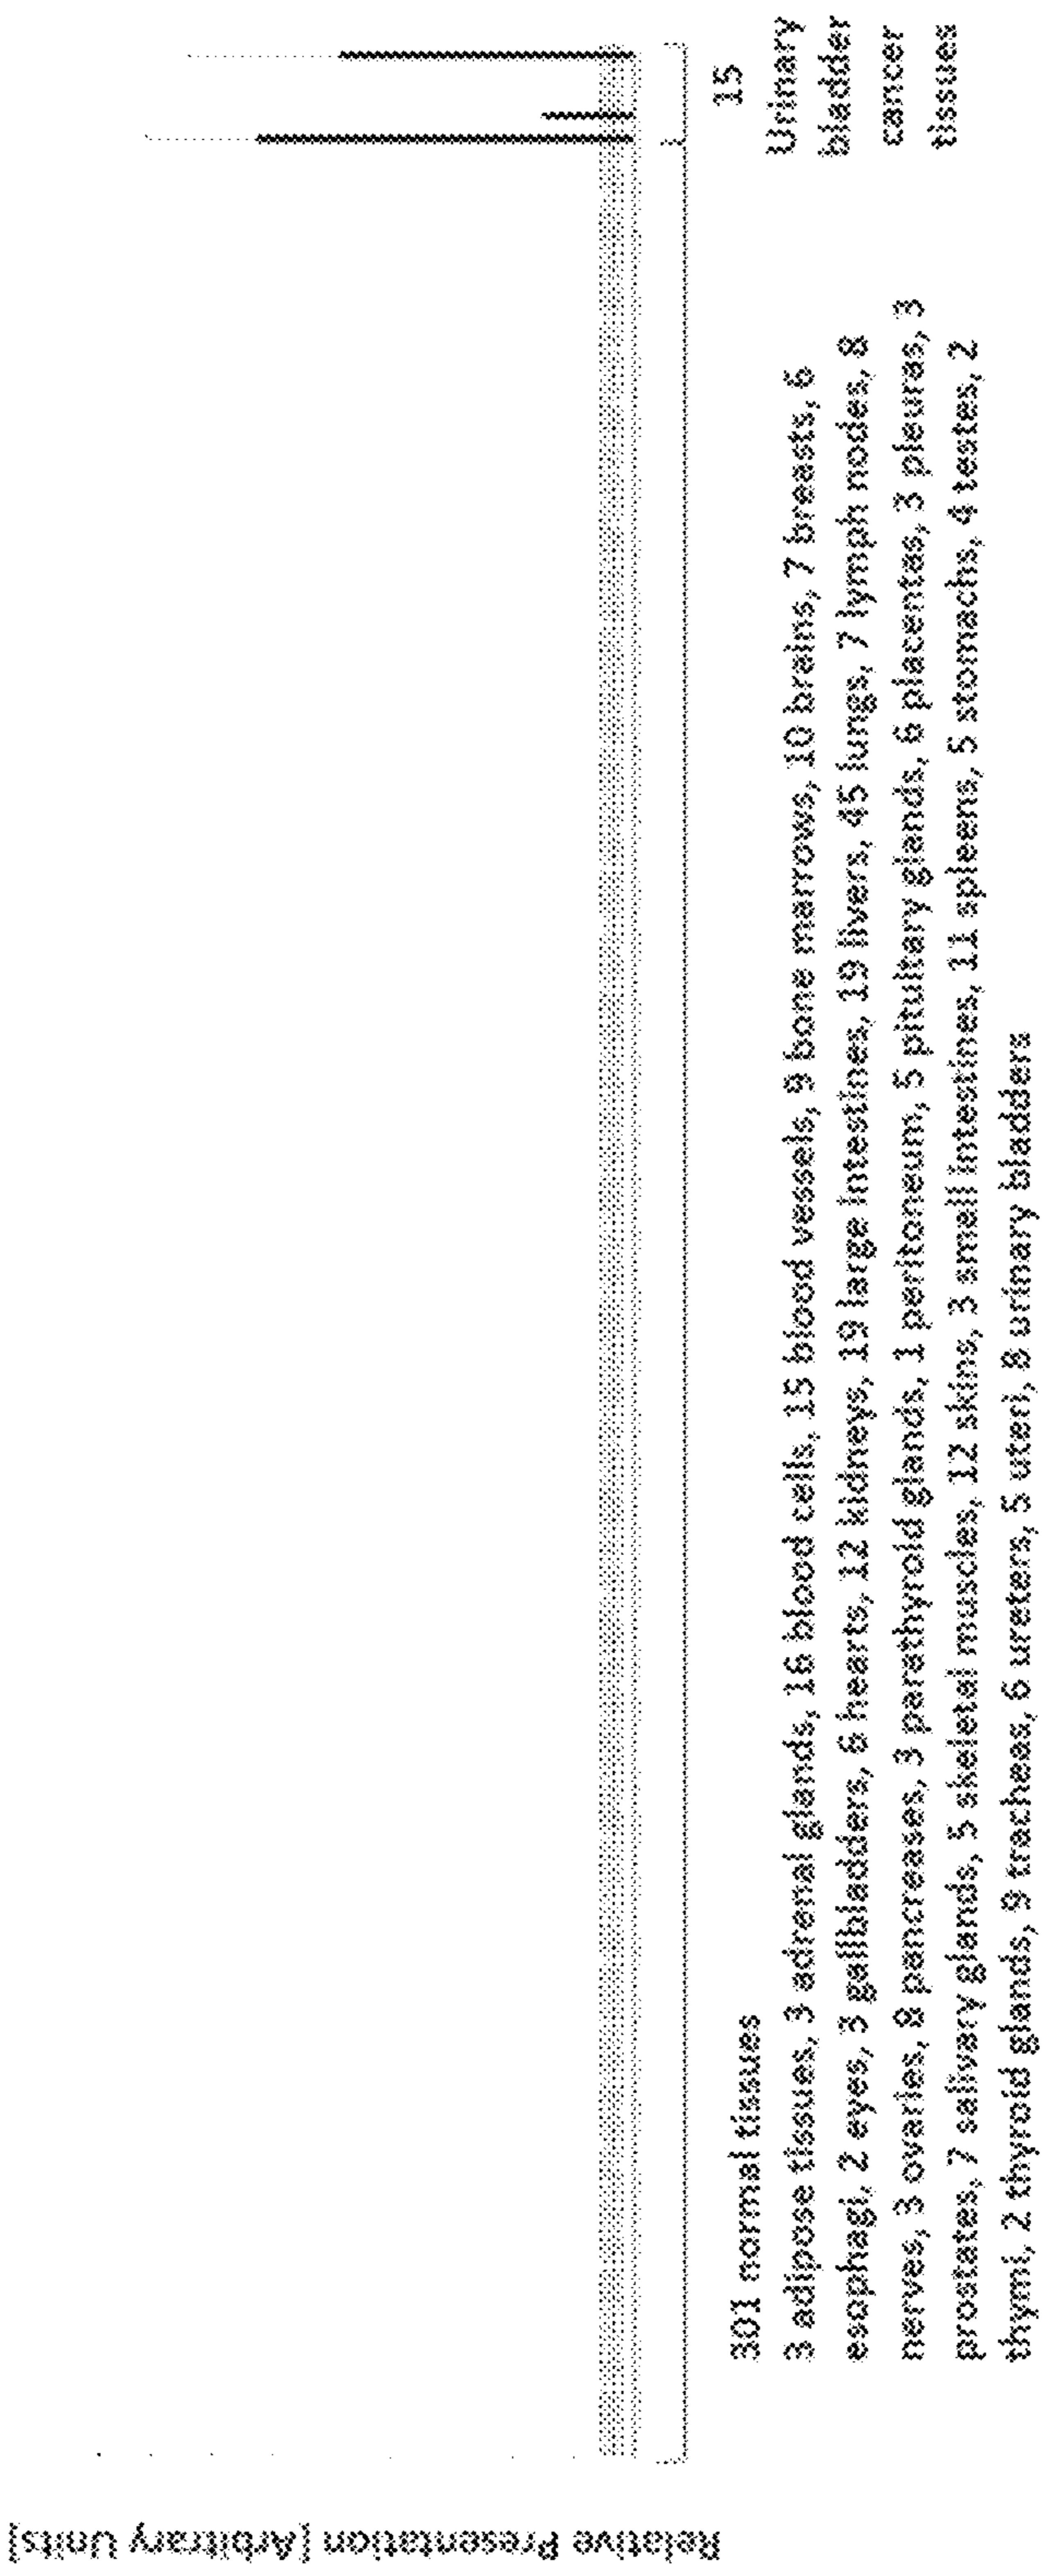 Relative Presentation [Arbitrary Units]
301 normal tissues
3 adipose tissues, 3 adrenal glands, 16 blood cells, 15 blood vessels, 9 bone marrows, 10 brains, 7 breasts, 6
esophagi, 2 eyes, 3 gallbladders, 6 hearts, 12 kidneys, 19 large intestines, 19 livers, 45 lungs, 7 lymph nodes, 8
nerves, 3 ovaries, 8 pancreases, 3 parathyroid glands, 1 peritoneum, 5 pituitary glands, 6 placentas, 3 pleuras, 3
prostates, 7 salivary glands, 5 skeletal muscles, 12 skins, 3 small intestines, 11 spleens, 5 stomachs, 4 testes, 2
thymi, 2 thyroid glands, 9 tracheas, 6 ureters, 5 uteri, 8 urinary bladders
15
Urinary
bladder
cancer
tissues